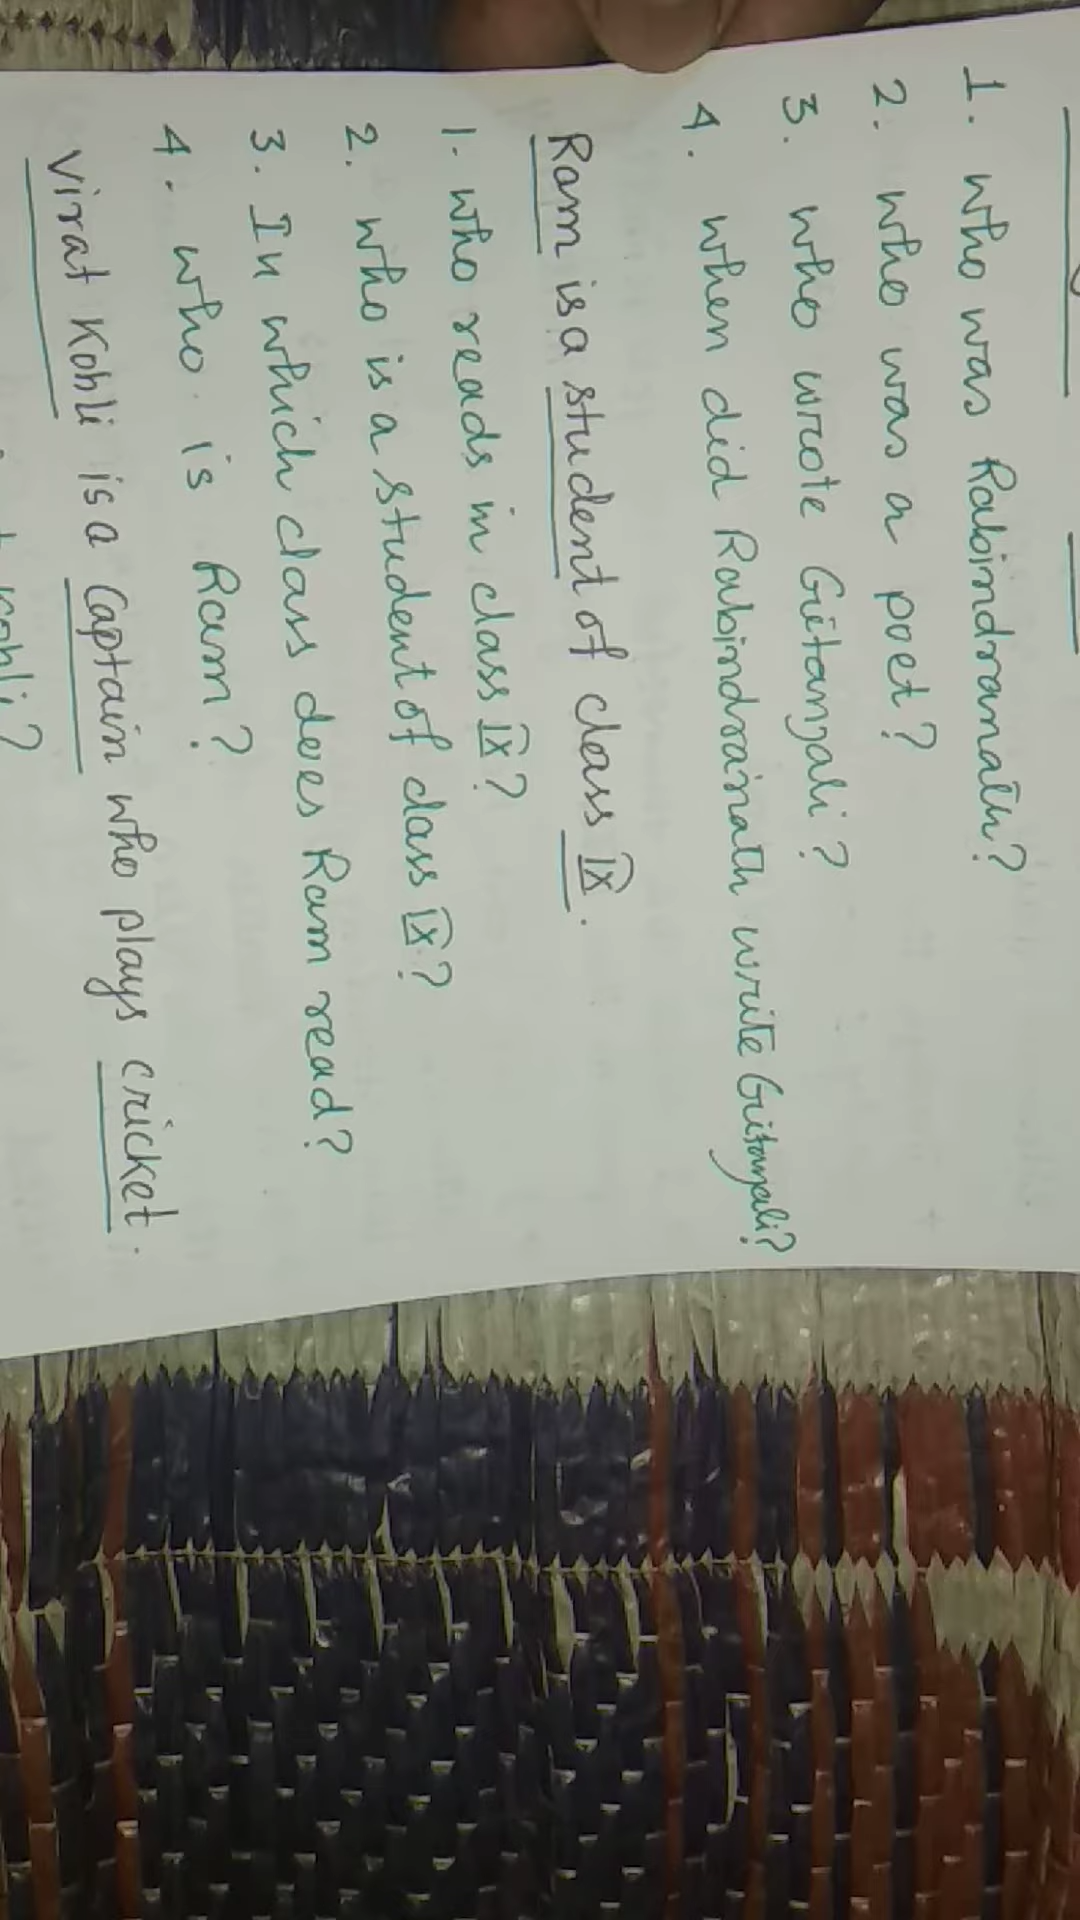 1. who was Rabindranath?
2. who was a poet?
3. who wrote Gitanjali?
4. when did Rabindranath write Gitanjali?
Ram is a student of class IX.
1. who reads in class IX?
2. who is a student of class IX?
3. In which class does Ram read?
4. who is Ram?
Virat Kohli is a Captain who plays cricket.
Kohli?